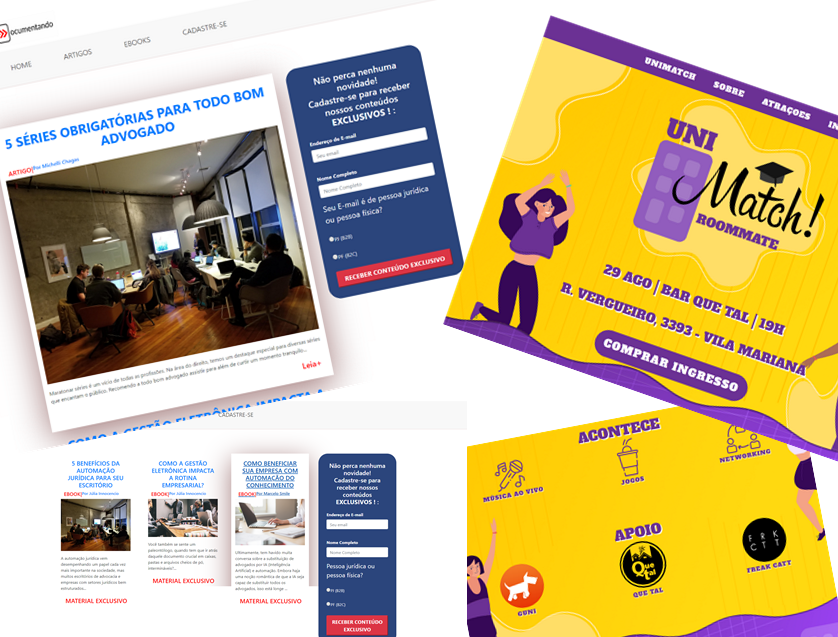 ocumentando
HOME
ARTIGOS
EBOOKS
CADASTRE-SE
5 SÉRIES OBRIGATÓRIAS PARA TODO BOM
ADVOGADO
ARTIGO|Por Michelli Chagas
Maratonar séries é um vício de todas as profissões. Na área do direito, temos um destaque especial para diversas séries
que encantam o público. Recomendo a todo bom advogado assistir para além de curtir um momento tranquilo...
Leia+
Não perca nenhuma
novidade!
Cadastre-se para receber
nossos conteúdos
EXCLUSIVOS ! :
Endereço de E-mail
Seu email
Nome Completo
Nome Completo
Seu E-mail é de pessoa jurídica
ou pessoa física?
PJ (B2B)
PF (B2C)
RECEBER CONTEÚDO EXCLUSIVO
UNIMATCH
SOBRE
ATRAÇOES
IN
UNI
Match!
ROOMMATE
29 AGO | BAR QUE TAL | 19H
R. VERGUEIRO, 3393 - VILA MARIANA
COMPRAR INGRESSO
COMO A GESTÃO ELETRÔNICA IMPACTA A
CADASTRE-SE
5 BENEFÍCIOS DA
AUTOMAÇÃO
JURÍDICA PARA SEU
ESCRITÓRIO
EBOOK|Por Júlia Innocencio
A automação jurídica vem
desempenhando um papel cada vez
mais importante na sociedade, mas
muitos escritórios de advocacia e
empresas com setores jurídicos bem
estruturados...
MATERIAL EXCLUSIVO
COMO A GESTÃO
ELETRÔNICA IMPACTA
A ROTINA
EMPRESARIAL?
EBOOK|Por Júlia Innocencio
Você também se sente um
paleontólogo, quando tem que ir atrás
daquele documento crucial em caixas,
pastas e arquivos cheios de pó,
intermináveis?...
MATERIAL EXCLUSIVO
COMO BENEFICIAR
SUA EMPRESA COM
AUTOMAÇÃO DO
CONHECIMENTO
EBOOK|Por Marcelo
Ultimamente, tem havido muita
conversa sobre a substituição de
advogados por IA (Inteligência
Artificial) e automação. Embora haja
uma noção romântica de que a IA seja
capaz de substituir todos os
advogados, isso está longe ...
MATERIAL EXCLUSIVO
Não perca nenhuma
novidade!
Cadastre-se para
receber nossos
conteúdos
EXCLUSIVOS ! :
Endereço de E-mail
Seu email
Nome Completo
Nome Completo
Pessoa jurídica ou
pessoa física?
PJ (B2B)
PF (B2C)
RECEBER CONTEÚDO
EXCLUSIVO
ACONTECE
MÚSICA AO VIVO
JOGOS
NETWORKING
APOIO
GUNI
Que
tal
QUE TAL
FRK
CTT
FREAK CATT